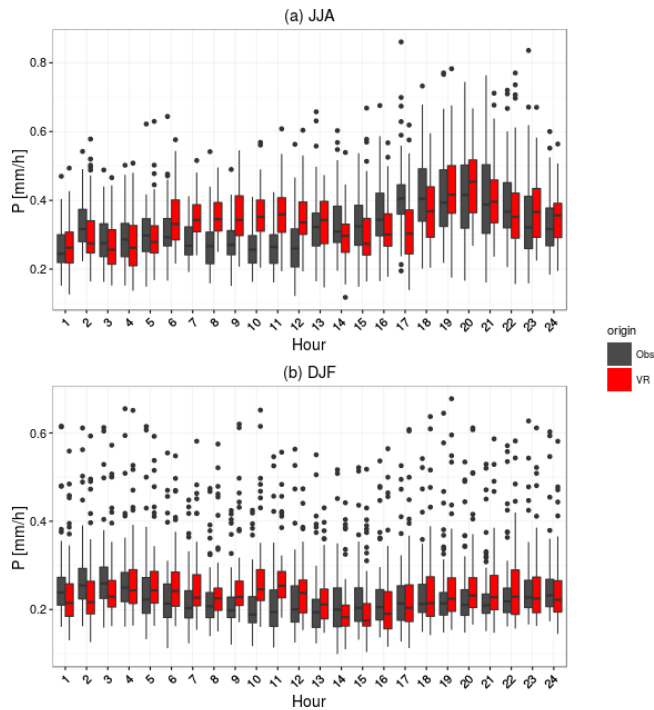 (a) JJA
0.8
0.6
0.4
0.2
P [mm/h]
1 2 3 4 5 6 7 8 9 10 11 12 13 14 15 16 17 18 19 20 21 22 23 24
Hour
origin
Obs
VR
(b) DJF
0.6
0.4
0.2
P [mm/h]
1 2 3 4 5 6 7 8 9 10 11 12 13 14 15 16 17 18 19 20 21 22 23 24
Hour